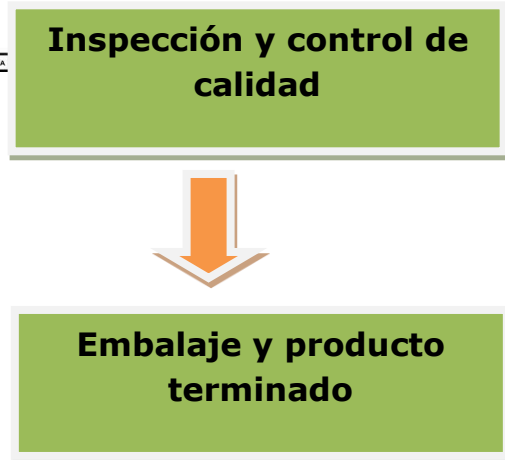 Inspección y control de
calidad
A
Embalaje y producto
terminado